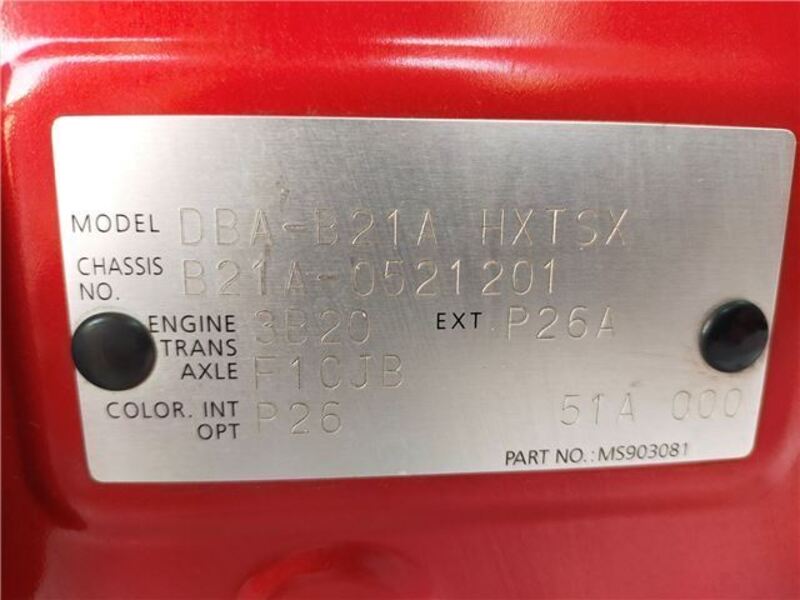 MODEL DBA-B21A HXTSX
CHASSIS NO. B21A-0521201
ENGINE 3B20 EXT P26A
TRANS AXLE F1CJB
COLOR. INT OPT P26 51A 000
PART NO.: MS903081